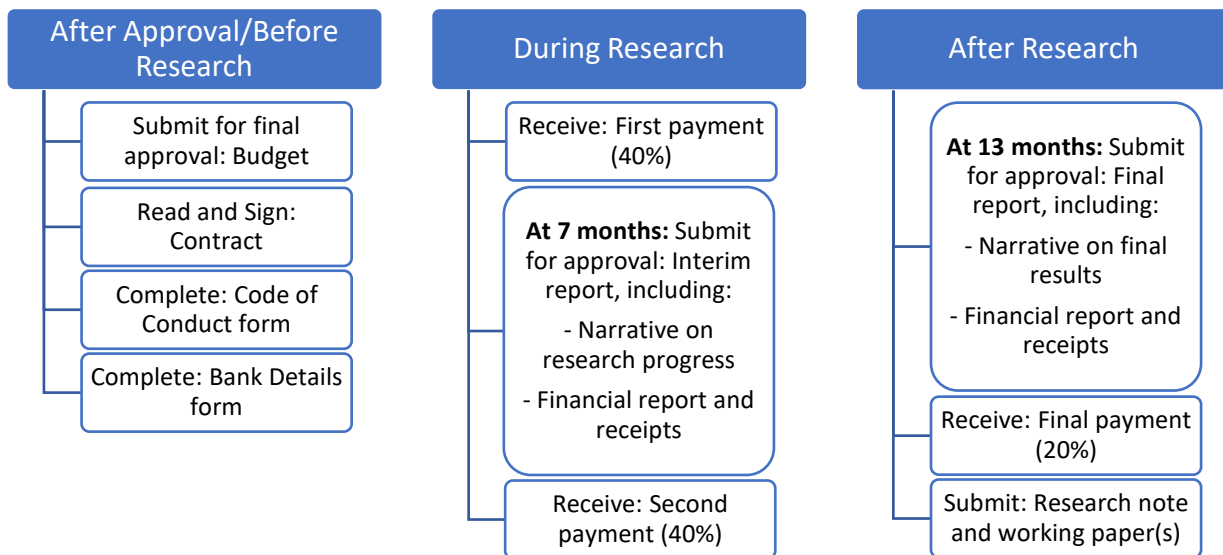 After Approval/Before
Research
Submit for final
approval: Budget
Read and Sign:
Contract
Complete: Code of
Conduct form
Complete: Bank Details
form
During Research
Receive: First payment
(40%)
At 7 months: Submit
for approval: Interim
report, including:
- Narrative on
research progress
- Financial report and
receipts
Receive: Second
payment (40%)
After Research
At 13 months: Submit
for approval: Final
report, including:
- Narrative on final
results
- Financial report and
receipts
Receive: Final payment
(20%)
Submit: Research note
and working paper(s)